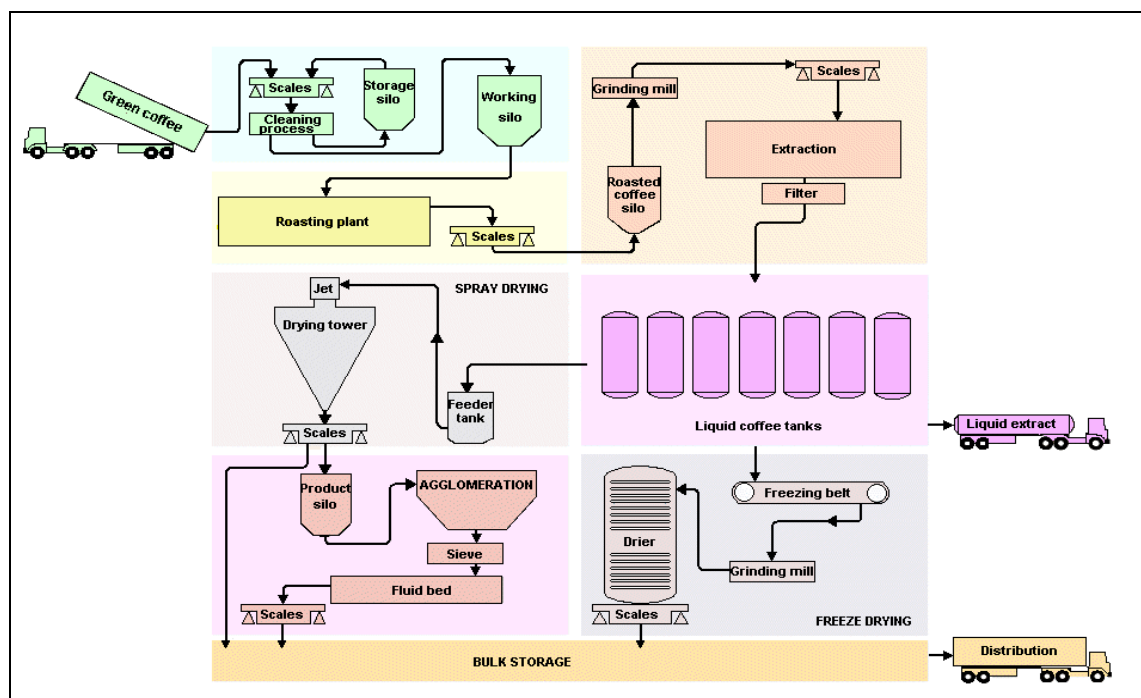 Green coffee
Scales
Cleaning
process
Storage
silo
Working
silo
Grinding mill
Scales
Extraction
Filter
Roasted
coffee
silo
Roasting plant
Scales
SPRAY DRYING
Jet
Drying tower
Feeder
tank
Scales
Liquid coffee tanks
Liquid extract
Product
silo
AGGLOMERATION
Sieve
Fluid bed
Scales
Freezing belt
Drier
Grinding mill
Scales
FREEZE DRYING
BULK STORAGE
Distribution